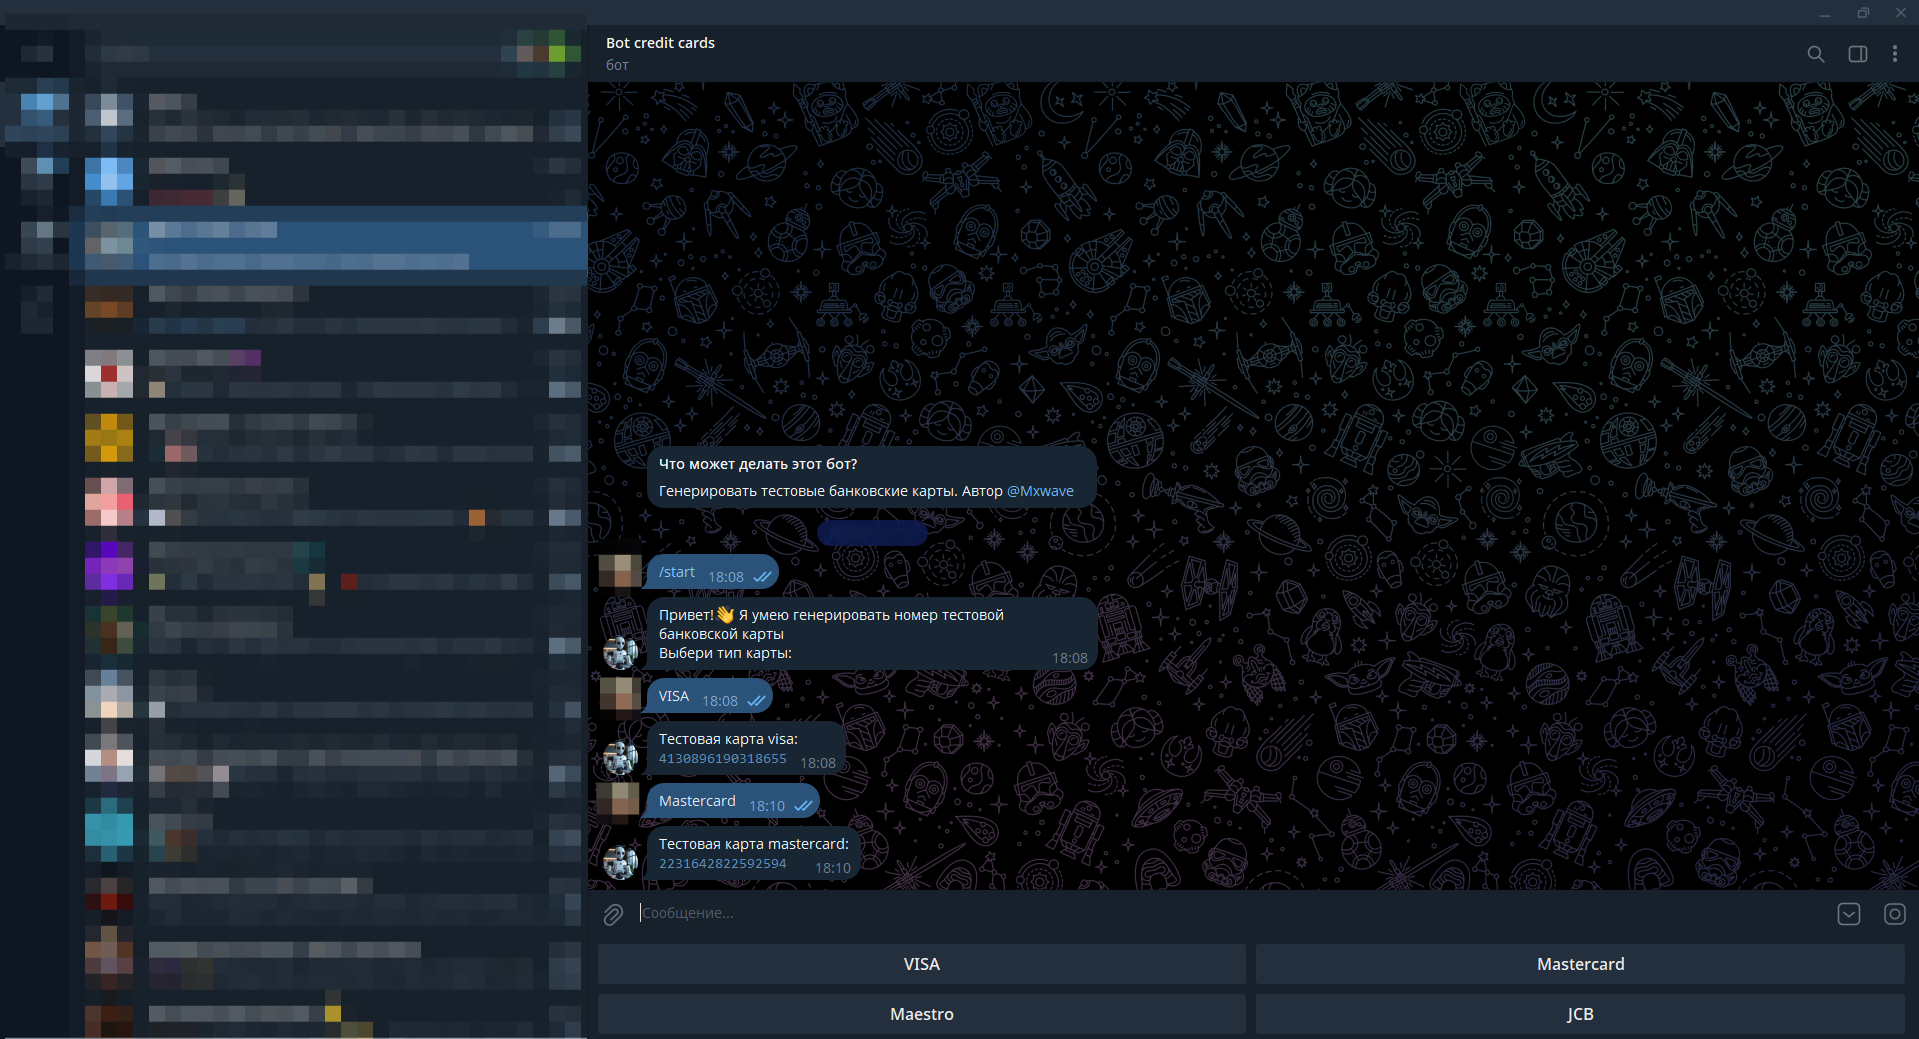 Bot credit cards
бот
Что может делать этот бот?
Генерировать тестовые банковские карты. Автор @Mxwave
/start 18:08
Привет!👋 Я умею генерировать номер тестовой
банковской карты
Выбери тип карты:
18:08
VISA 18:08
Тестовая карта visa:
4130896190318655 18:08
Mastercard 18:10
Тестовая карта mastercard:
2231642822592594 18:10
Сообщение...
VISA
Mastercard
Maestro
JCB